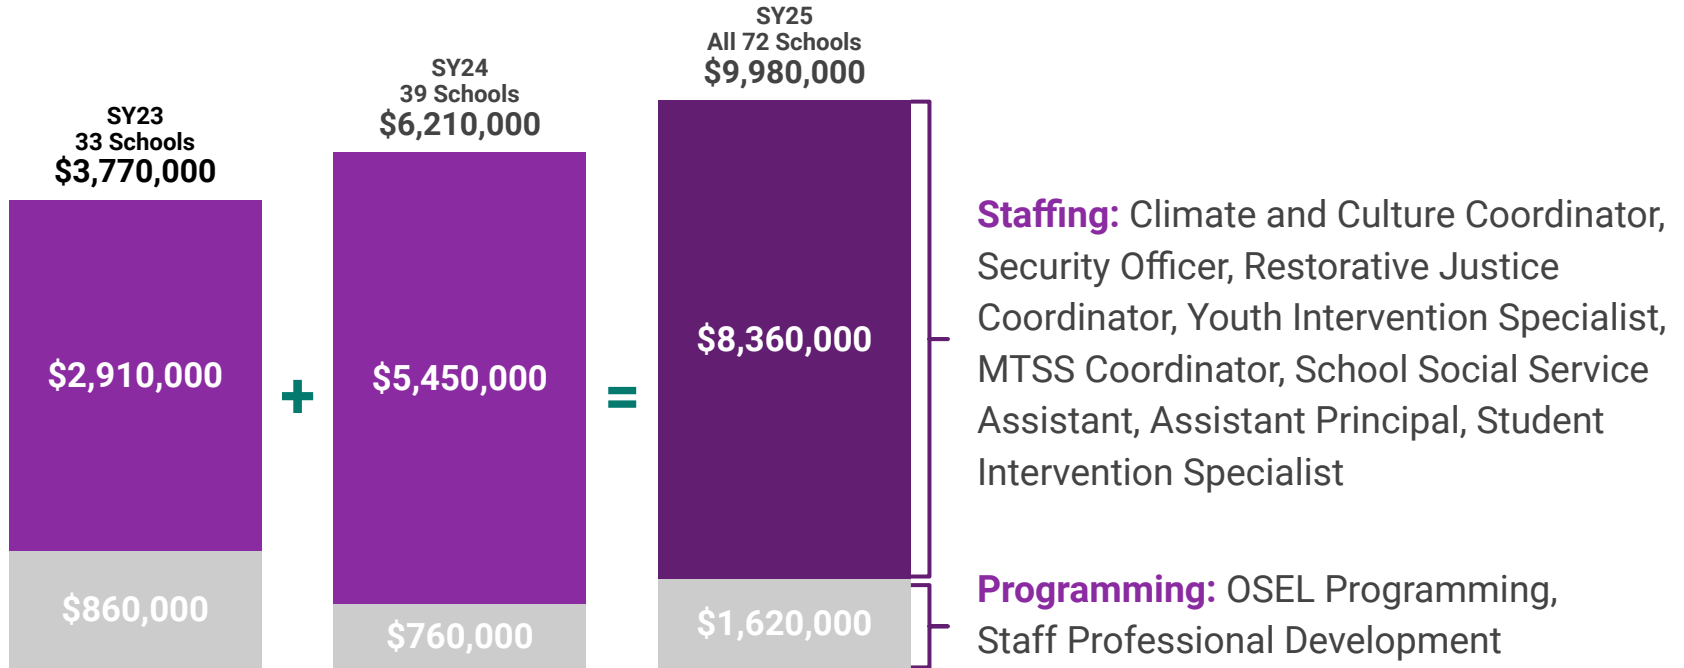 SY23
33 Schools
$3,770,000
$2,910,000
$860,000
+
SY24
39 Schools
$6,210,000
$5,450,000
$760,000
=
SY25
All 72 Schools
$9,980,000
$8,360,000
$1,620,000
Staffing: Climate and Culture Coordinator,
Security Officer, Restorative Justice
Coordinator, Youth Intervention Specialist,
MTSS Coordinator, School Social Service
Assistant, Assistant Principal, Student
Intervention Specialist
Programming: OSEL Programming,
Staff Professional Development